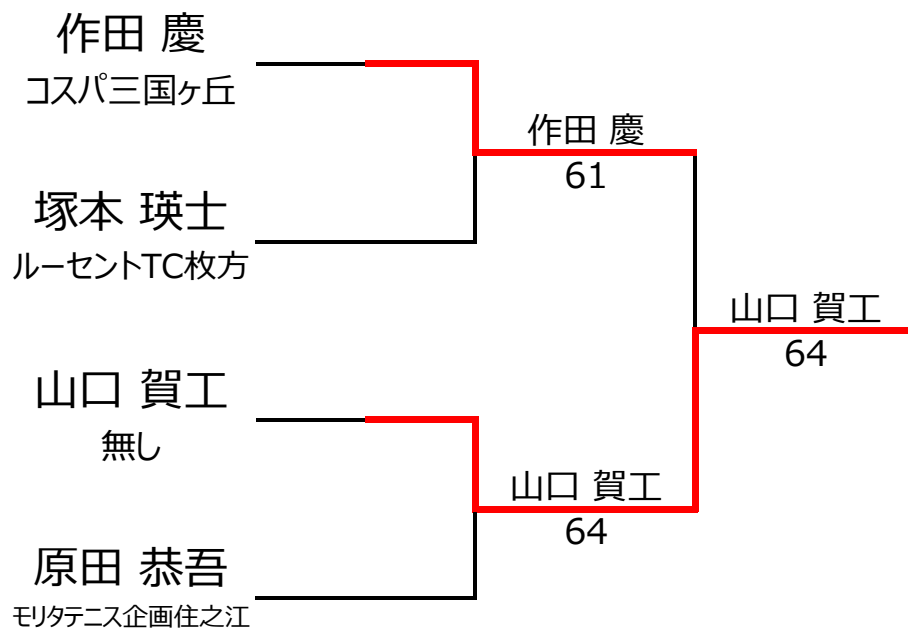 作田 慶
コスパ三国ヶ丘
塚本 瑛士
ルーセントTC枚方
山口 賀工
無し
原田 恭吾
モリタテニス企画住之江
作田 慶
61
山口 賀工
64
山口 賀工
64